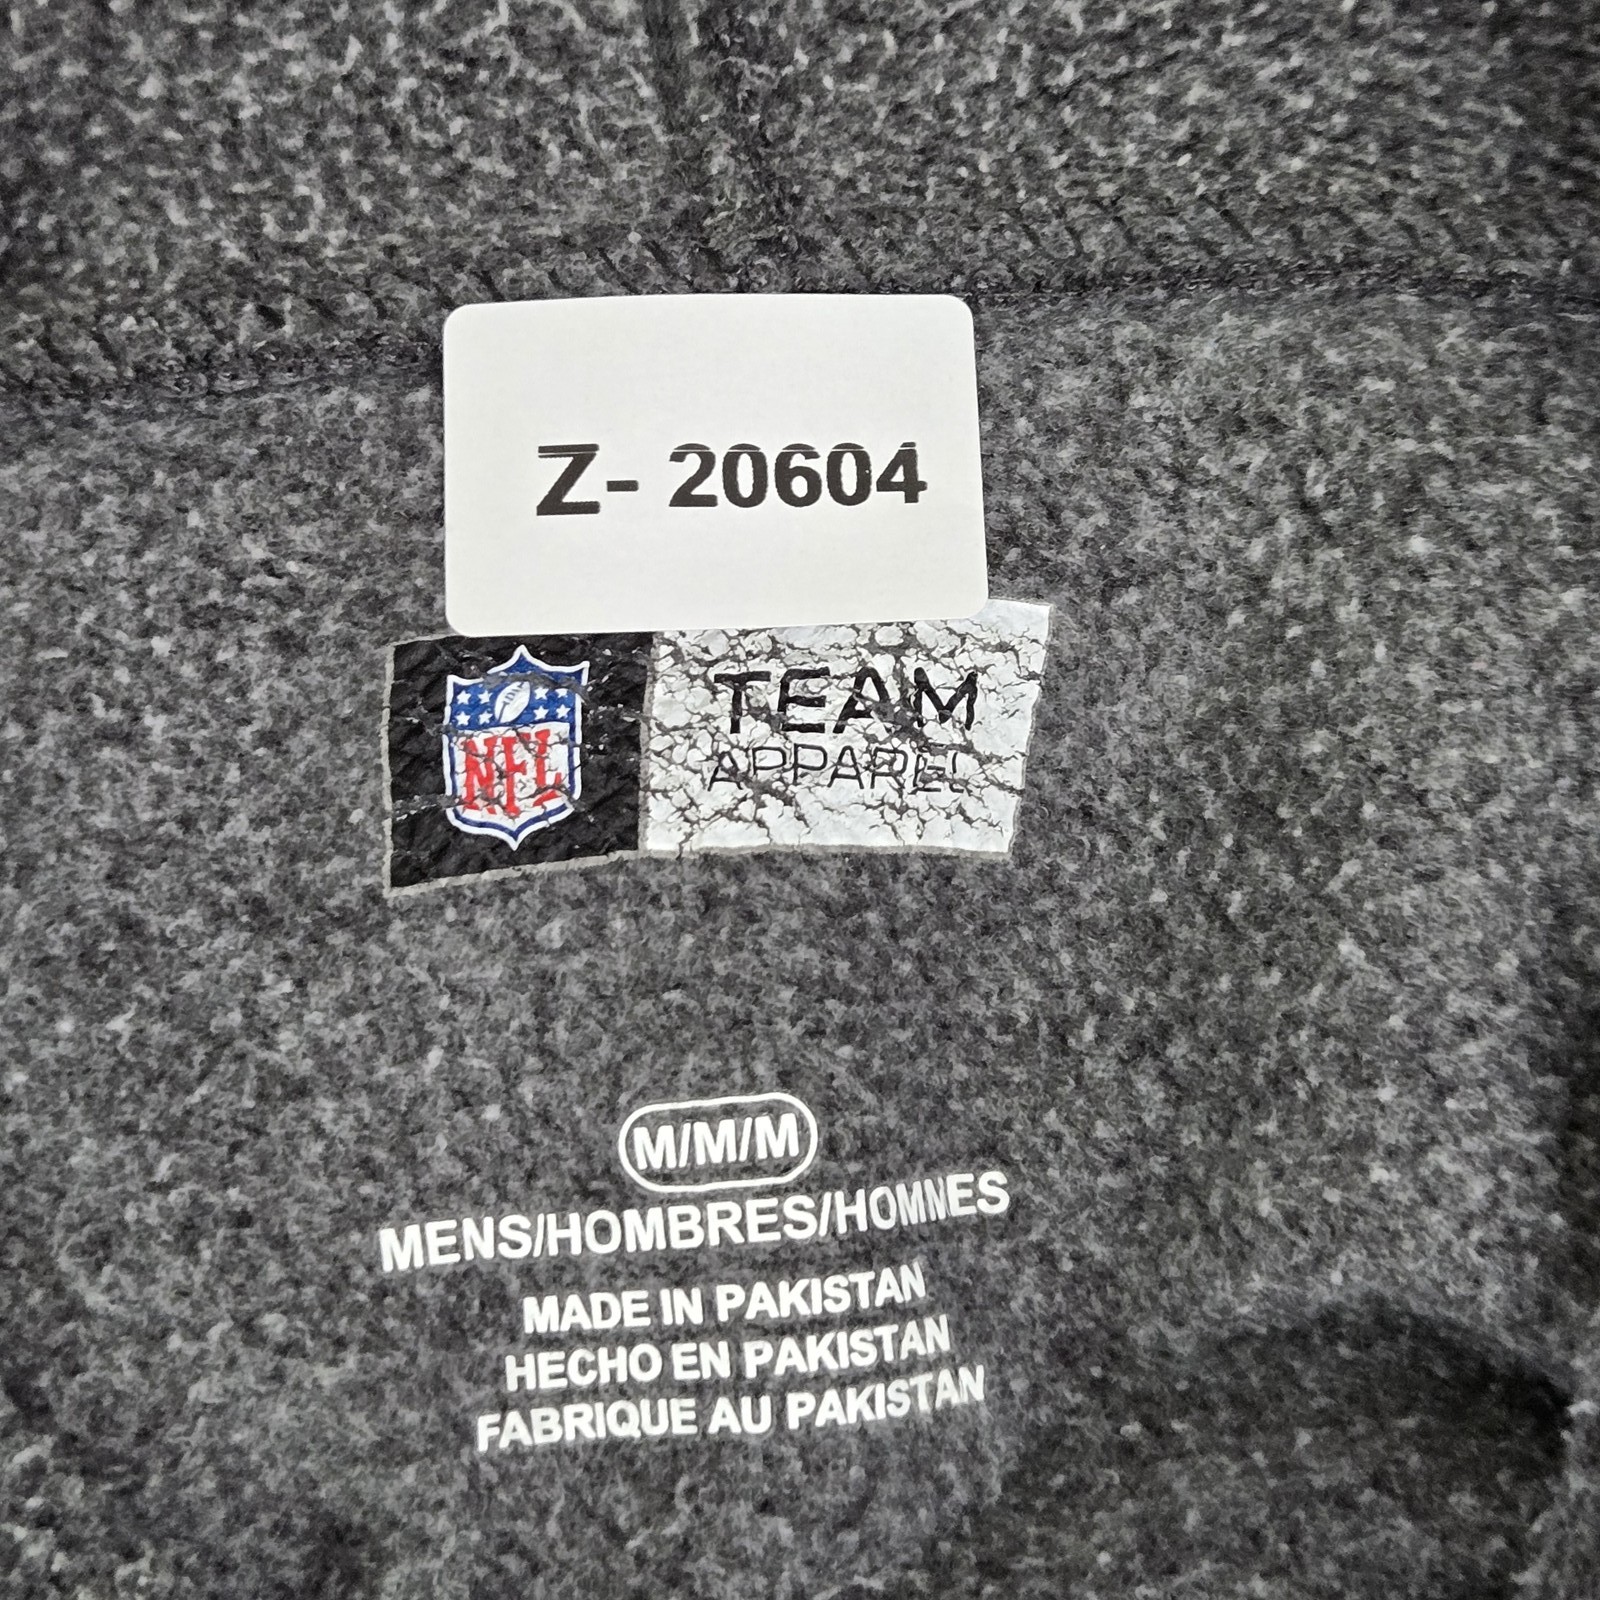 Z- 20604
NFL
TEAM
APPAREL
M/M/M
MENS/HOMBRES/HOMMES
MADE IN PAKISTAN
HECHO EN PAKISTAN
FABRIQUE AU PAKISTAN